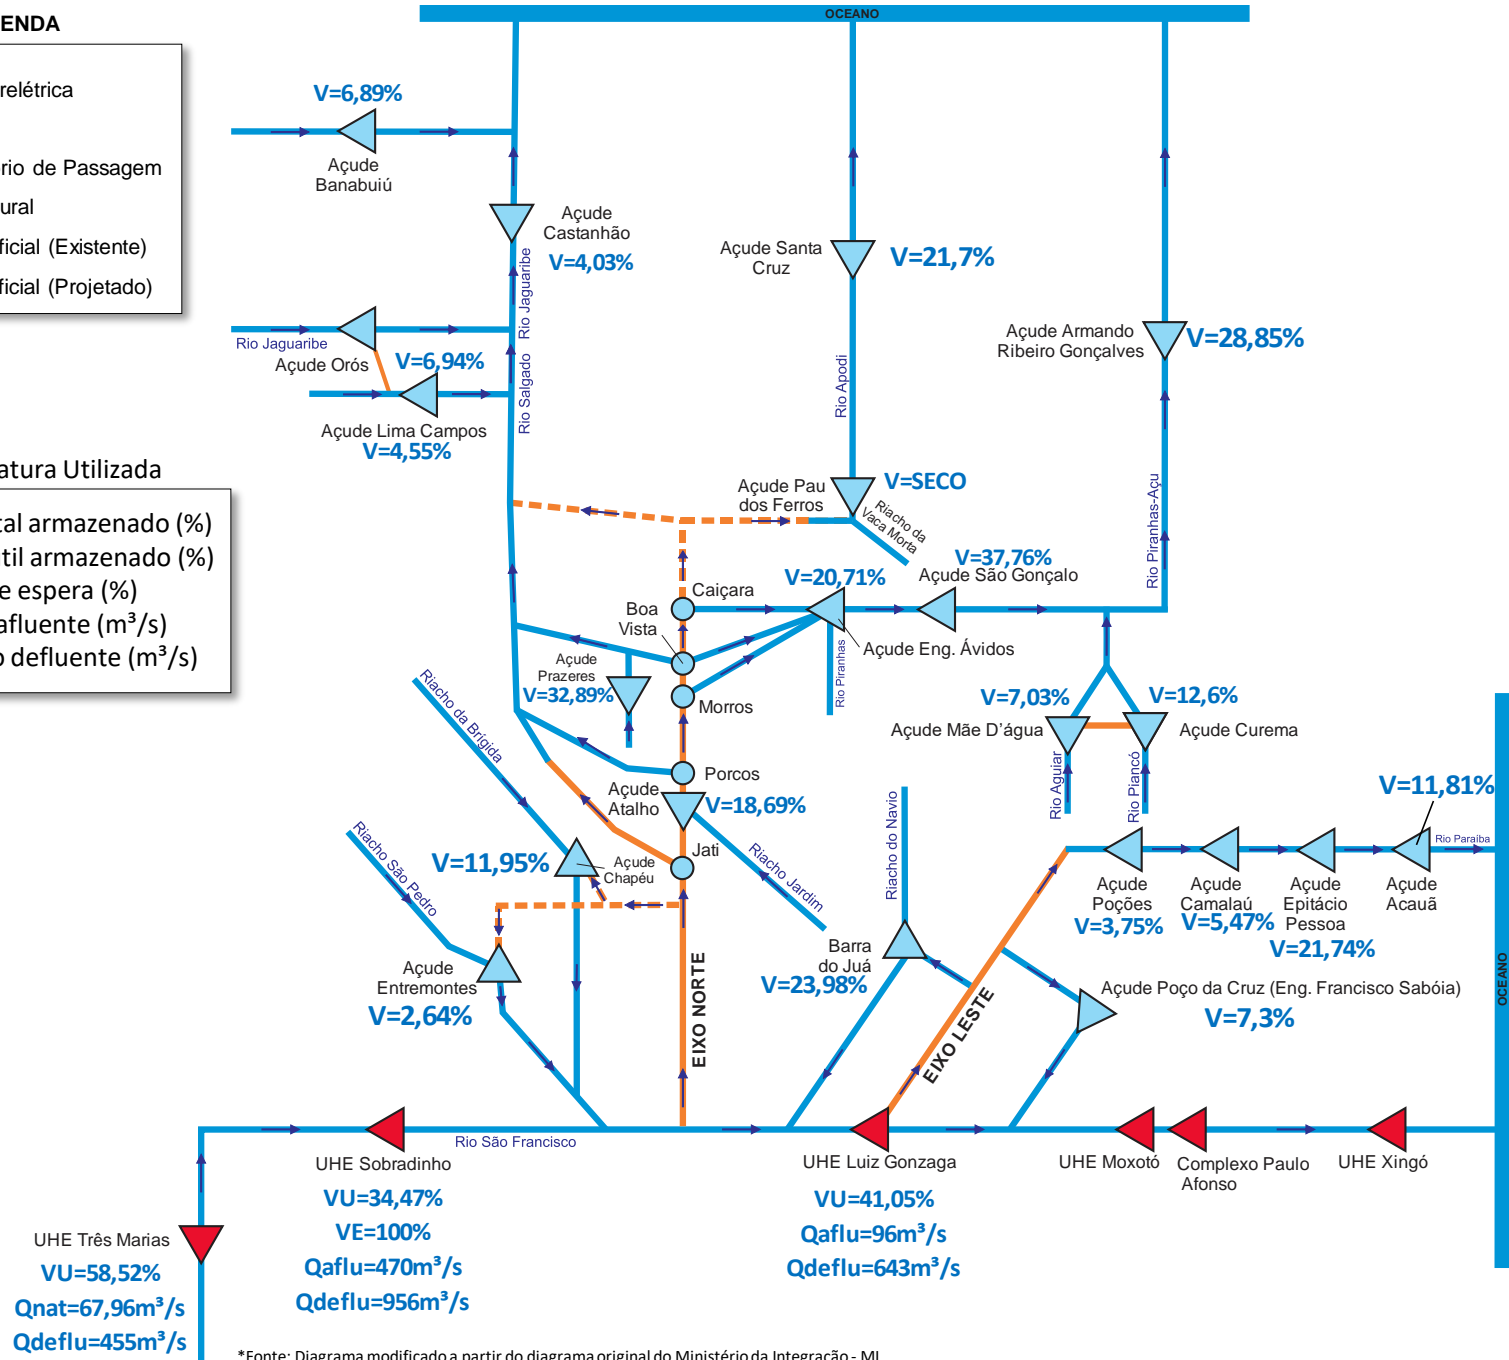 OCEANO
ENDA
relétrica
rio de Passagem
ural
ficial (Existente)
ficial (Projetado)
V=6,89%
Açude
Banabuiú
Açude
Castanhão
V=4,03%
Rio Jaguaribe
Rio Jaguaribe
Açude Orós
V=6,94%
Rio Salgado
Açude Lima Campos
V=4,55%
Açude Santa
Cruz
V=21,7%
Rio Apodi
Açude Armando
Ribeiro Gonçalves
V=28,85%
Rio Piranhas-Açu
atura Utilizada
tal armazenado (%)
til armazenado (%)
e espera (%)
afluente (m³/s)
o defluente (m³/s)
Açude Pau
dos Ferros
V=SECO
Riacho da
Vaca Morta
V=37,76%
Açude São Gonçalo
V=20,71%
Caiçara
Boa
Vista
Açude Eng. Ávidos
Rio Piranhas
Açude
Prazeres
V=32,89%
Morros
Riacho da Brígida
V=7,03%
Açude Mãe D'água
V=12,6%
Açude Curema
Rio Aguiar
Rio Piancó
Porcos
Açude
Atalho
V=18,69%
Jati
Riacho Jardim
V=11,95%
Açude
Chapéu
Riacho São Pedro
Açude
Entremontes
V=2,64%
EIXO NORTE
Riacho do Navio
Barra
do Juá
V=23,98%
EIXO LESTE
V=11,81%
Rio Paraiba
Açude
Poções
V=3,75%
Açude
Camalaú
V=5,47%
Açude
Epitácio
Pessoa
V=21,74%
Açude
Acauã
Açude Poço da Cruz (Eng. Francisco Sabóia)
V=7,3%
OCEANO
Rio São Francisco
UHE Sobradinho
VU=34,47%
VE=100%
Qaflu=470m³/s
Qdeflu=956m³/s
UHE Luiz Gonzaga
VU=41,05%
Qaflu=96m³/s
Qdeflu=643m³/s
UHE Moxotó
Complexo Paulo
Afonso
UHE Xingó
UHE Três Marias
VU=58,52%
Qnat=67,96m³/s
Qdeflu=455m³/s
*Fonte: Diagrama modificado a partir do diagrama original do Ministério da Integração - MI